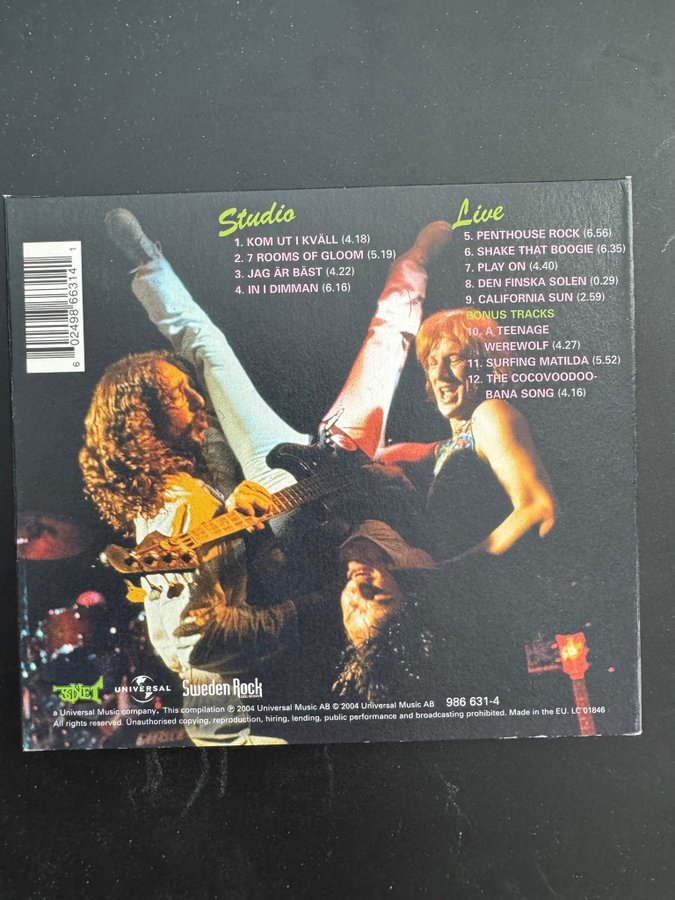 Studio
1. KOM UT I KVÄLL (4.18)
2. 7 ROOMS OF GLOOM (5.19)
3. JAG ÄR BÄST (4.22)
4. IN I DIMMAN (6.16)
Live
5. PENTHOUSE ROCK (6.56)
6. SHAKE THAT BOOGIE (6.35)
7. PLAY ON (4.40)
8. DEN FINSKA SOLEN (0.29)
9. CALIFORNIA SUN (2.59)
BONUS TRACKS
10. A TEENAGE
WEREWOLF (4.27)
11. SURFING MATILDA (5.52)
12. THE COCOVOODOO-
BANA SONG (4.16)
6 02498 66314 1
UNIVERSAL
Sweden Rock
a Universal Music company. This compilation ℗ 2004 Universal Music AB © 2004 Universal Music AB 986 631-4
All rights reserved. Unauthorised copying, reproduction, hiring, lending, public performance and broadcasting prohibited. Made in the EU. LC 01846